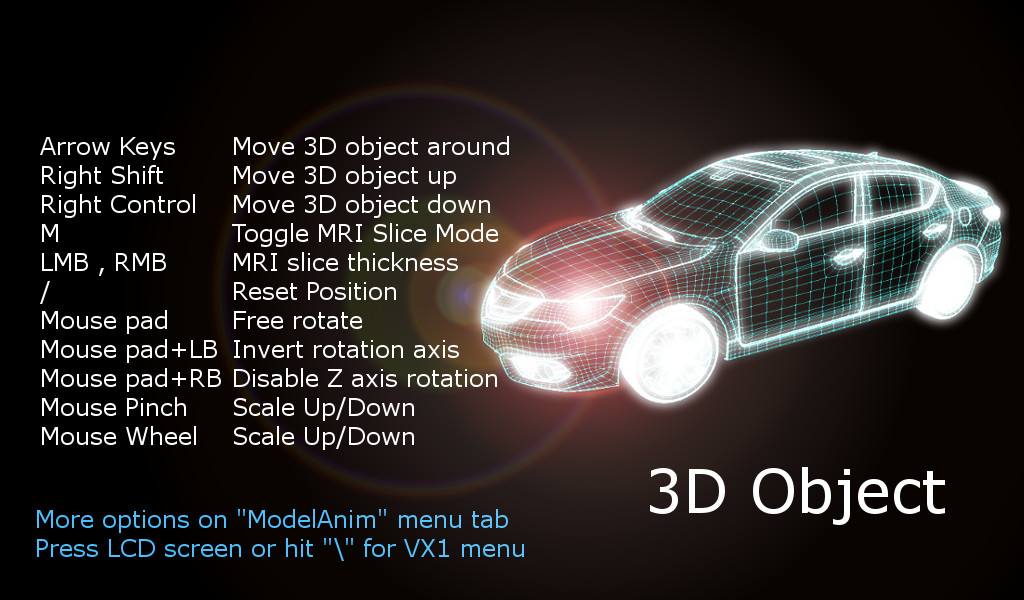 Arrow Keys Move 3D object around
Right Shift Move 3D object up
Right Control Move 3D object down
M Toggle MRI Slice Mode
LMB , RMB MRI slice thickness
/ Reset Position
Mouse pad Free rotate
Mouse pad+LB Invert rotation axis
Mouse pad+RB Disable Z axis rotation
Mouse Pinch Scale Up/Down
Mouse Wheel Scale Up/Down
3D Object
More options on "ModelAnim" menu tab
Press LCD screen or hit "\" for VX1 menu